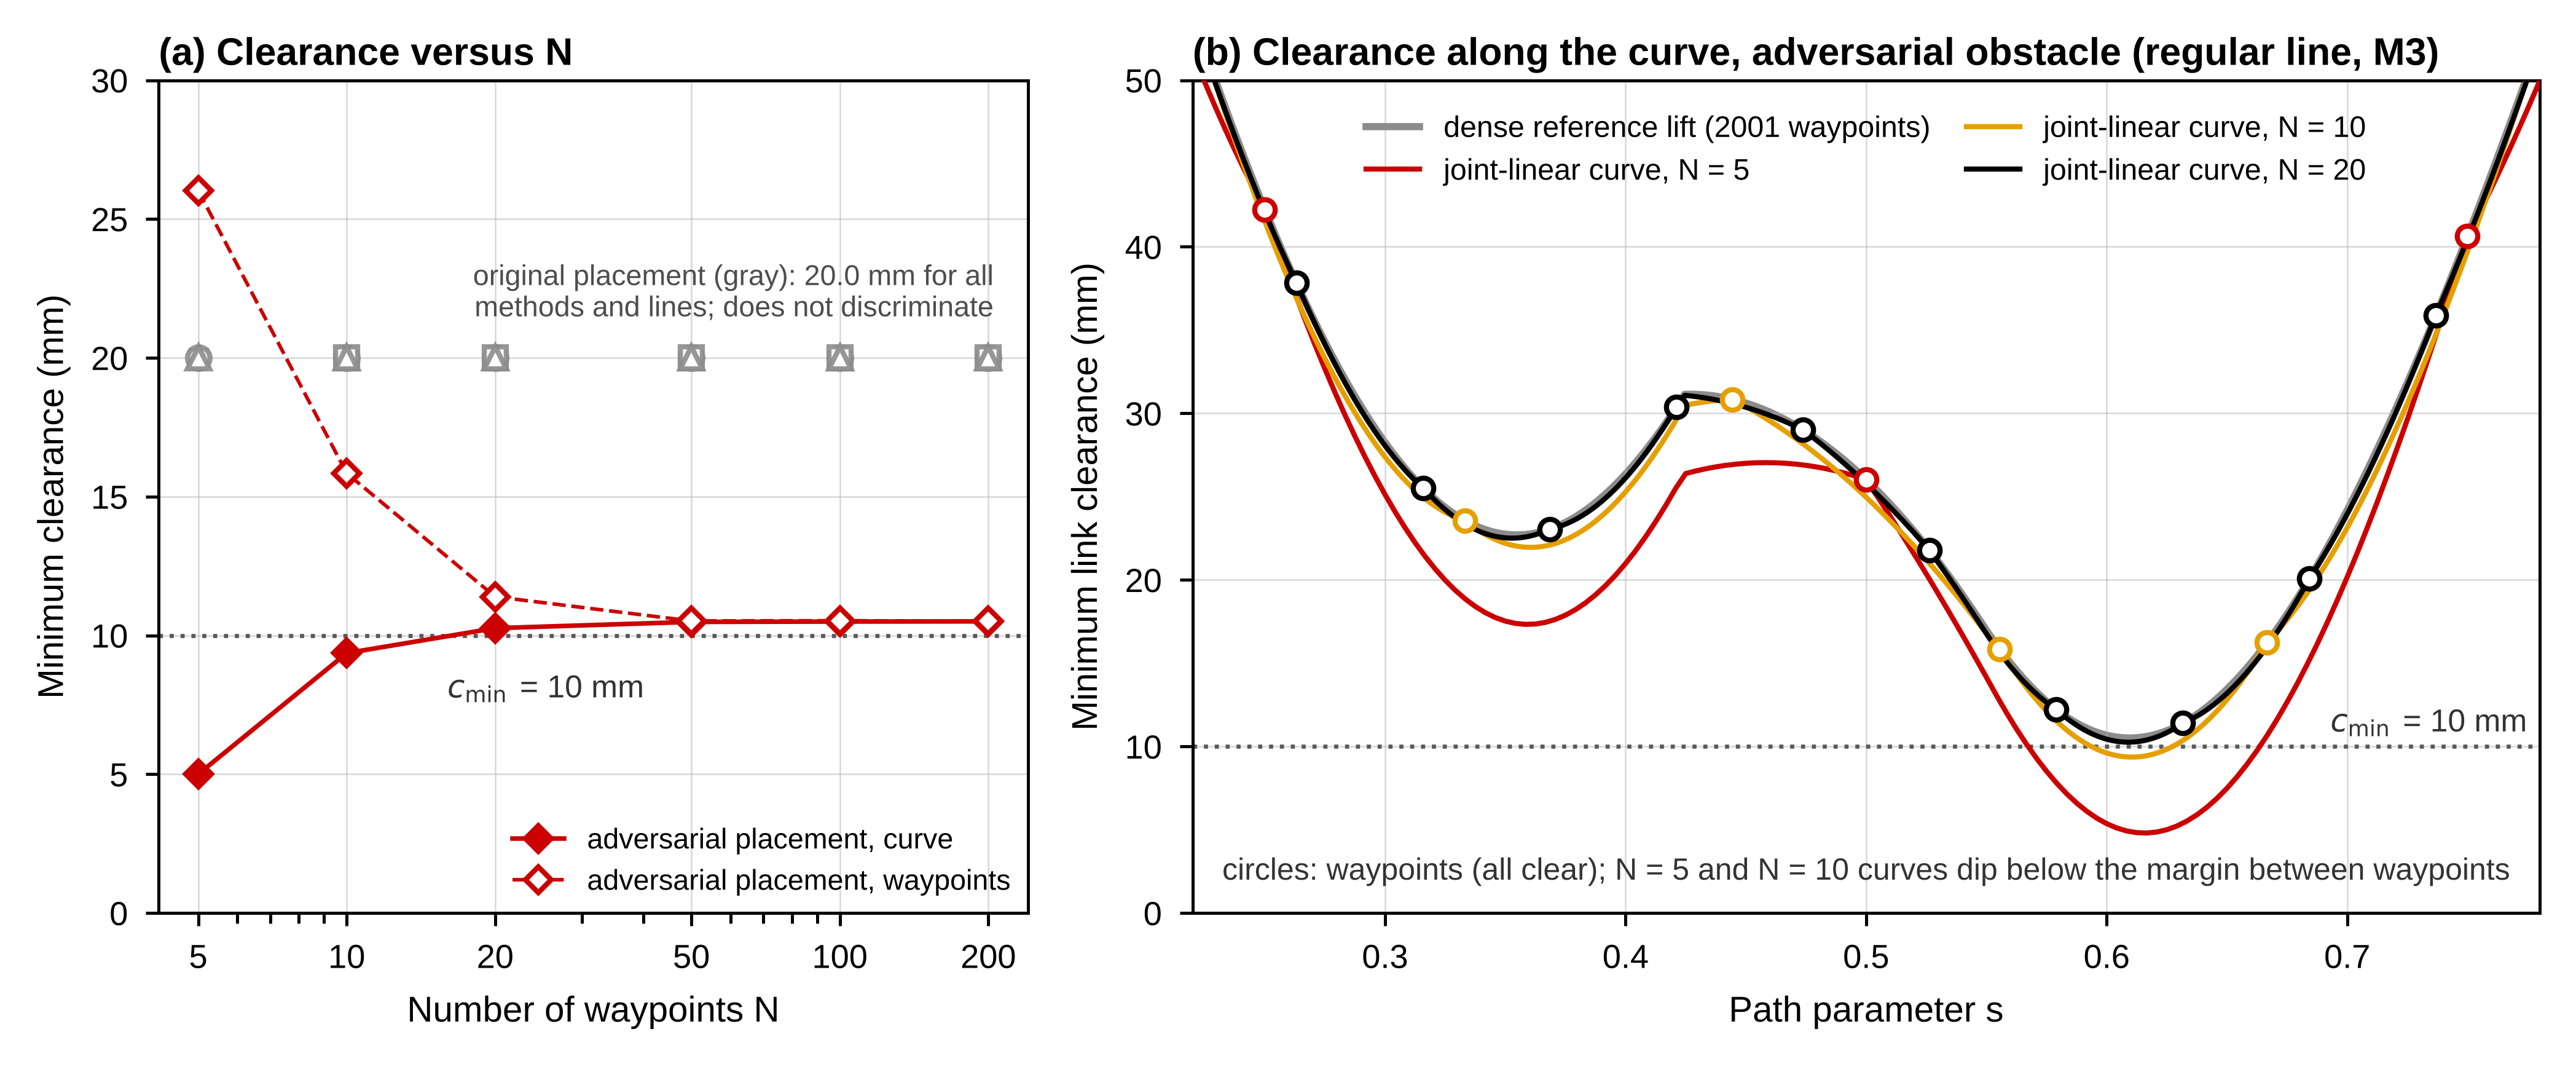 (a) Clearance versus N
30
25
20
15
10
5
0
Minimum clearance (mm)
original placement (gray): 20.0 mm for all
methods and lines; does not discriminate
cmin = 10 mm
adversarial placement, curve
adversarial placement, waypoints
5 10 20 50 100 200
Number of waypoints N
(b) Clearance along the curve, adversarial obstacle (regular line, M3)
50
40
30
20
10
0
Minimum link clearance (mm)
dense reference lift (2001 waypoints)
joint-linear curve, N = 5
joint-linear curve, N = 10
joint-linear curve, N = 20
cmin = 10 mm
circles: waypoints (all clear); N = 5 and N = 10 curves dip below the margin between waypoints
0.3 0.4 0.5 0.6 0.7
Path parameter s